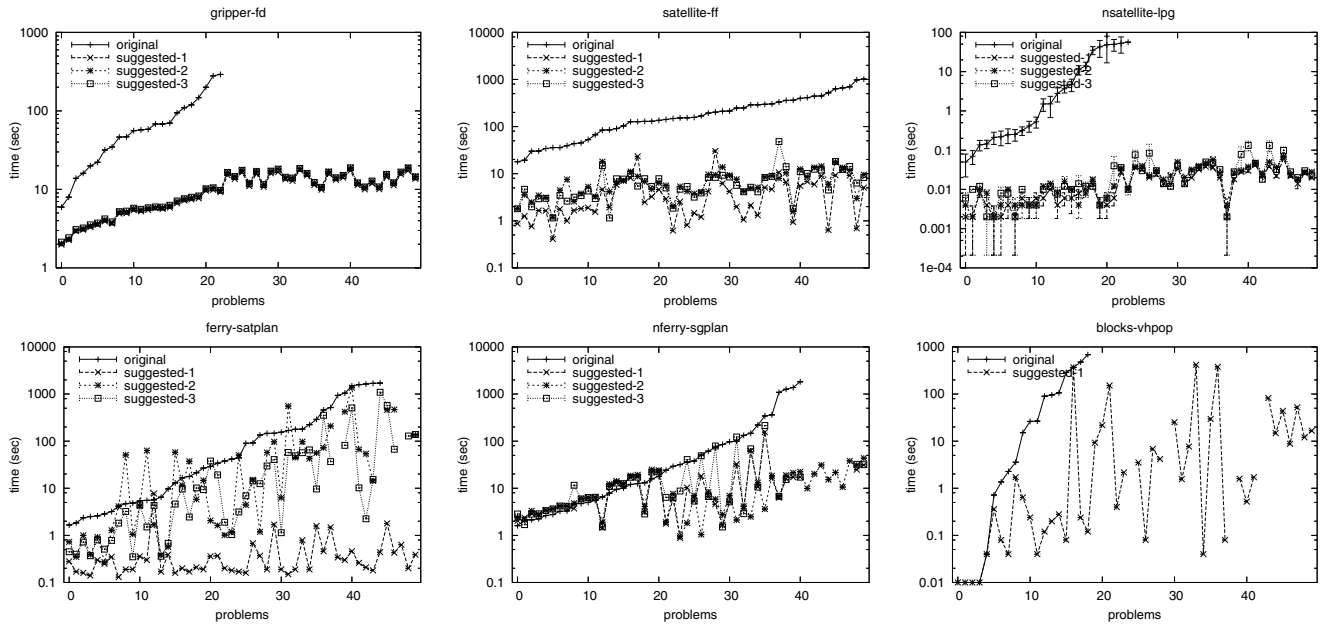 gripper-fd
1000
100
10
1
time (sec)
original
suggested-1
suggested-2
suggested-3
0 10 20 30 40
problems
satellite-ff
10000
1000
100
10
1
0.1
time (sec)
original
suggested-1
suggested-2
suggested-3
0 10 20 30 40
problems
nsatellite-lpg
100
10
1
0.1
0.01
0.001
1e-04
time (sec)
original
suggested-1
suggested-2
suggested-3
0 10 20 30 40
problems
ferry-satplan
10000
1000
100
10
1
0.1
time (sec)
original
suggested-1
suggested-2
suggested-3
0 10 20 30 40
problems
nferry-sgplan
10000
1000
100
10
1
0.1
time (sec)
original
suggested-1
suggested-2
suggested-3
0 10 20 30 40
problems
blocks-vhpop
1000
100
10
1
0.1
0.01
time (sec)
original
suggested-1
0 10 20 30 40
problems